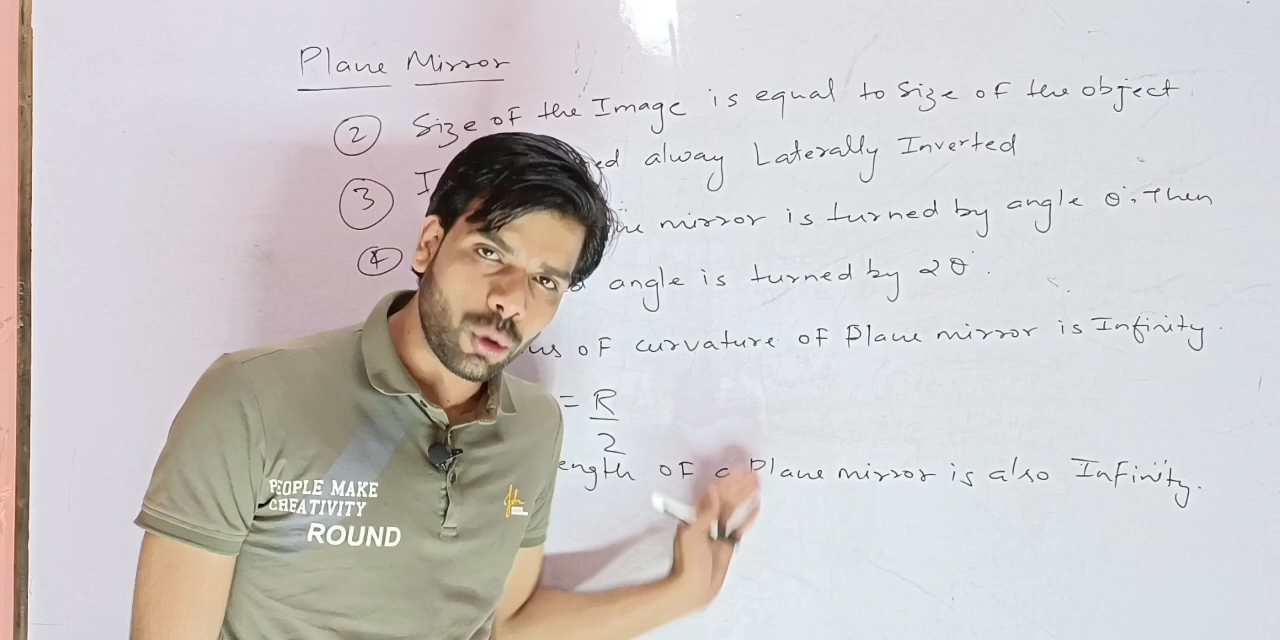 Plane Mirror
② Size of the Image is equal to size of the object
③ alway Laterally Inverted
④ mirror is turned by angle θ. Then
angle is turned by 2θ.
of curvature of Plane mirror is Infinity.
= R/2
of a Plane mirror is also Infinity.
PEOPLE MAKE
CREATIVITY
ROUND